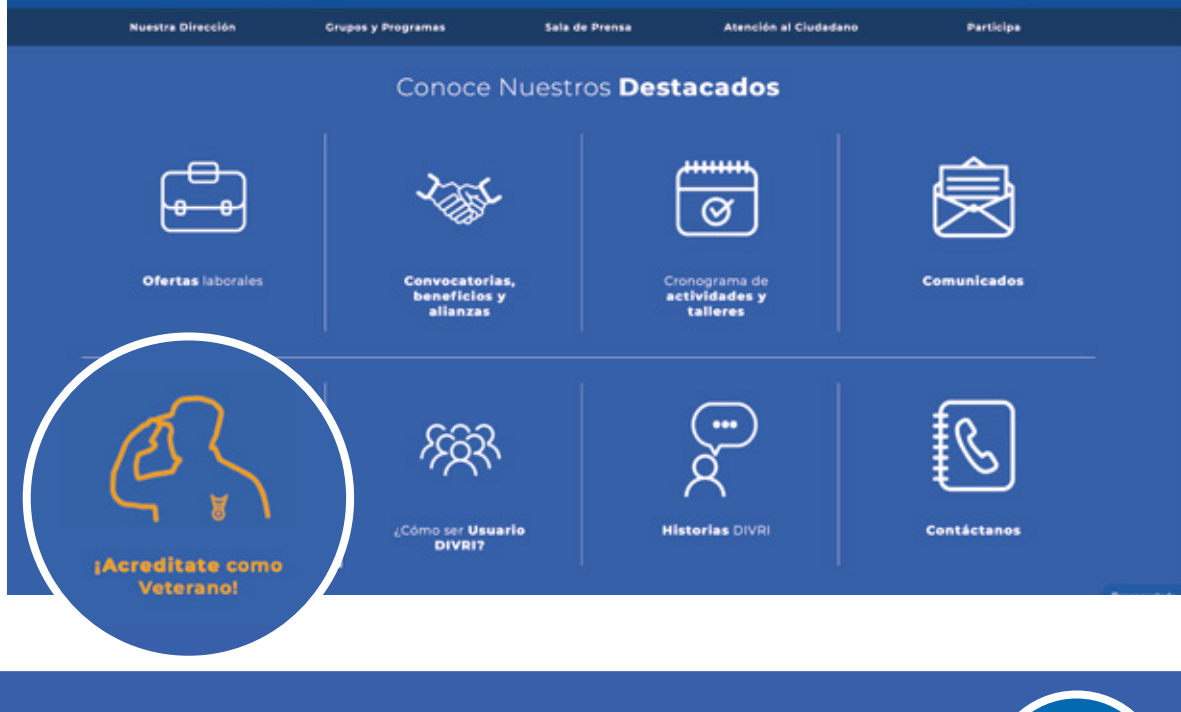 Nuestra Dirección
Grupos y Programas
Sala de Prensa
Atención al Ciudadano
Participa
Conoce Nuestros Destacados
Ofertas laborales
Convocatorias,
beneficios y
alianzas
Cronograma de
actividades y
talleres
Comunicados
¡Acreditate como
Veterano!
¿Cómo ser Usuario
DIVRI?
Historias DIVRI
Contáctanos